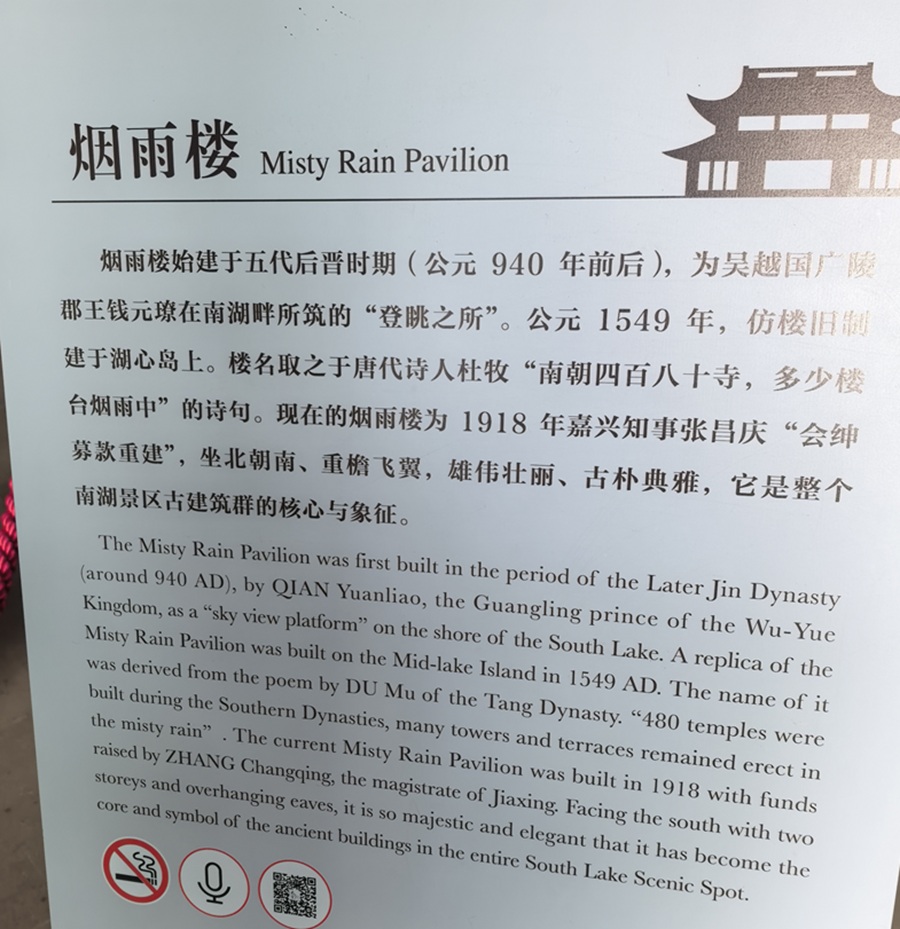 烟雨楼 Misty Rain Pavilion
烟雨楼始建于五代后晋时期（公元 940 年前后），为吴越国广陵
郡王钱元璙在南湖畔所筑的“登眺之所”。公元 1549 年，仿楼旧制
建于湖心岛上。楼名取之于唐代诗人杜牧“南朝四百八十寺，多少楼
台烟雨中”的诗句。现在的烟雨楼为 1918 年嘉兴知事张昌庆“会绅
募款重建”，坐北朝南、重檐飞翼，雄伟壮丽、古朴典雅，它是整个
南湖景区古建筑群的核心与象征。
The Misty Rain Pavilion was first built in the period of the Later Jin Dynasty
(around 940 AD), by QIAN Yuanliao, the Guangling prince of the Wu-Yue
Kingdom, as a “sky view platform” on the shore of the South Lake. A replica of the
Misty Rain Pavilion was built on the Mid-lake Island in 1549 AD. The name of it
was derived from the poem by DU Mu of the Tang Dynasty. “480 temples were
built during the Southern Dynasties, many towers and terraces remained erect in
the misty rain” . The current Misty Rain Pavilion was built in 1918 with funds
raised by ZHANG Changqing, the magistrate of Jiaxing. Facing the south with two
storeys and overhanging eaves, it is so majestic and elegant that it has become the
core and symbol of the ancient buildings in the entire South Lake Scenic Spot.